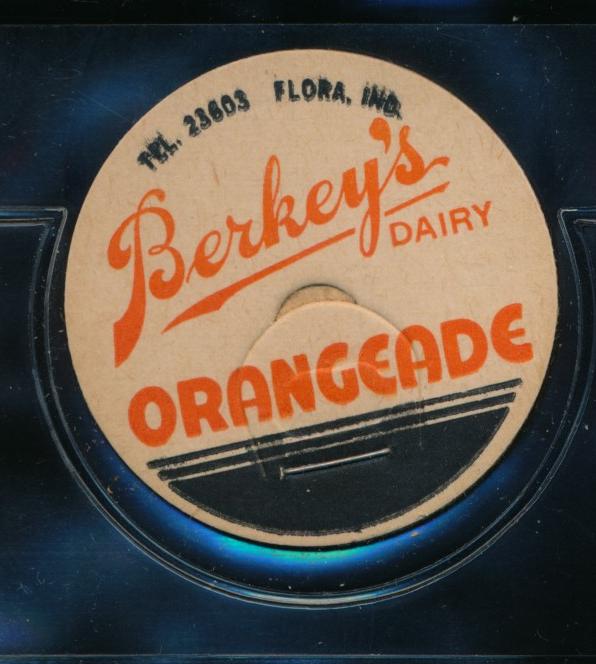 TEL. 23603 FLORA, IND.
Berkey's
DAIRY
ORANGEADE